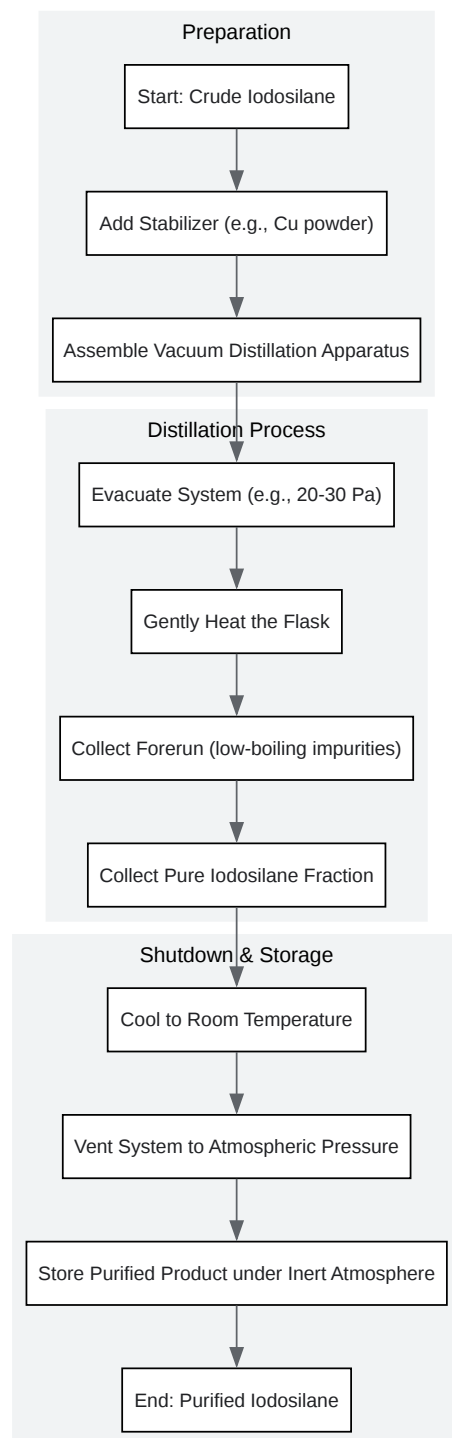 Preparation
Start: Crude Iodosilane
Add Stabilizer (e.g., Cu powder)
Assemble Vacuum Distillation Apparatus
Distillation Process
Evacuate System (e.g., 20-30 Pa)
Gently Heat the Flask
Collect Forerun (low-boiling impurities)
Collect Pure Iodosilane Fraction
Shutdown & Storage
Cool to Room Temperature
Vent System to Atmospheric Pressure
Store Purified Product under Inert Atmosphere
End: Purified Iodosilane